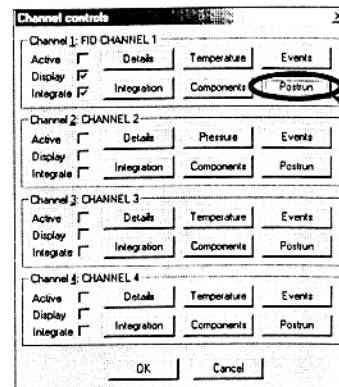 Channel controls
Channel 1: FID CHANNEL 1
Active Details Temperature Events
Display
Integrate Integration Components Postrun
Channel 2: CHANNEL 2
Active Details Pressure Events
Display
Integrate Integration Components Postrun
Channel 3: CHANNEL 3
Active Details Temperature Events
Display
Integrate Integration Components Postrun
Channel 4: CHANNEL 4
Active Details Temperature Events
Display
Integrate Integration Components Postrun
OK Cancel